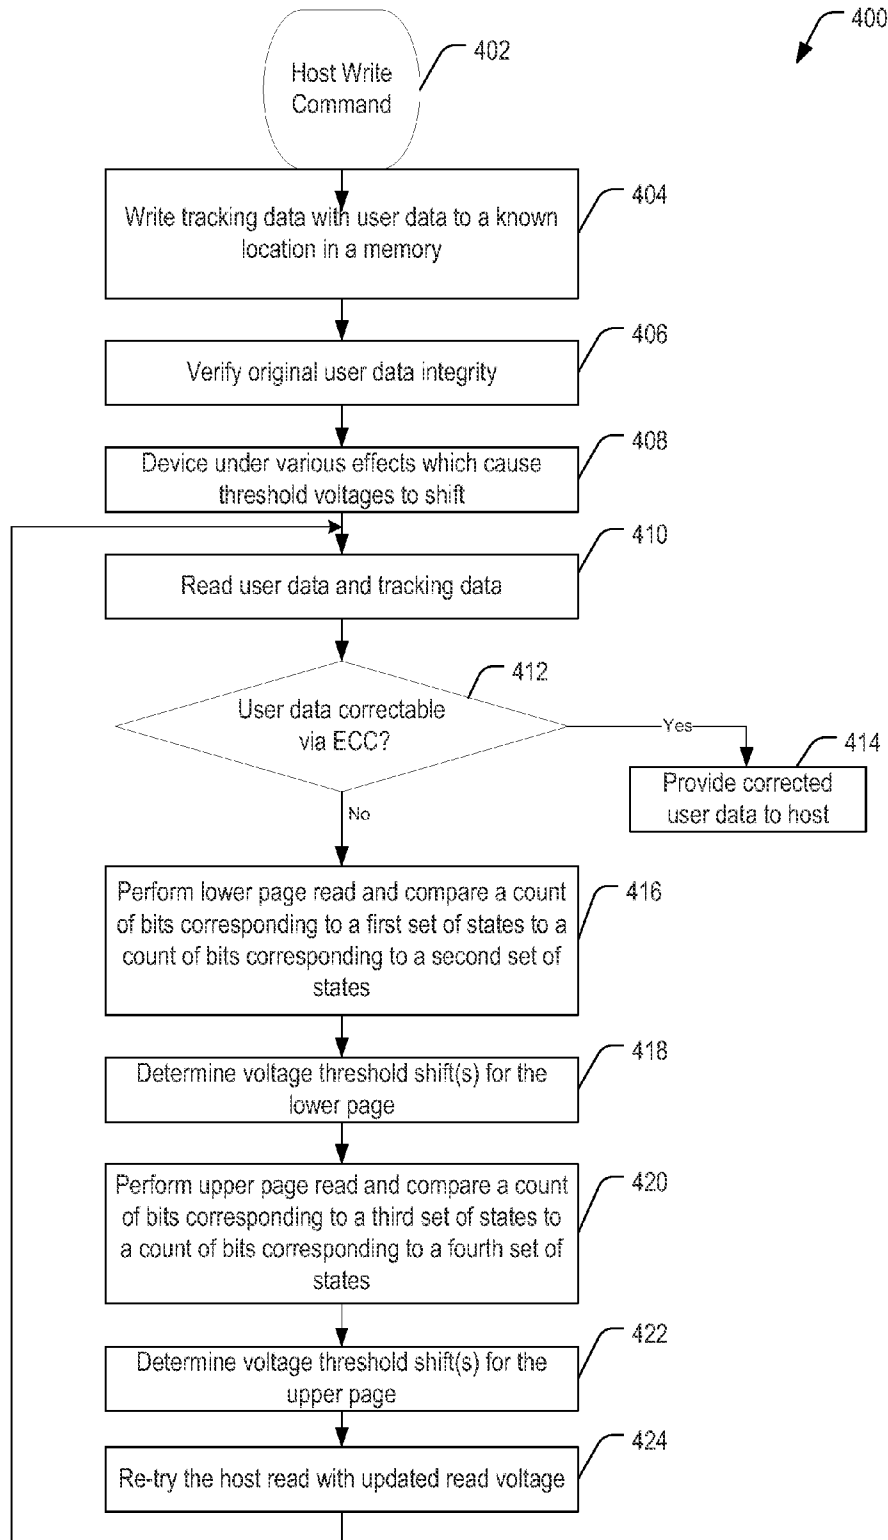 400
Host Write
Command
402
Write tracking data with user data to a known
location in a memory
404
Verify original user data integrity
406
Device under various effects which cause
threshold voltages to shift
408
Read user data and tracking data
410
User data correctable
via ECC?
412
Yes
Provide corrected
user data to host
414
No
Perform lower page read and compare a count
of bits corresponding to a first set of states to a
count of bits corresponding to a second set of
states
416
Determine voltage threshold shift(s) for the
lower page
418
Perform upper page read and compare a count
of bits corresponding to a third set of states to
a count of bits corresponding to a fourth set of
states
420
Determine voltage threshold shift(s) for the
upper page
422
Re-try the host read with updated read voltage
424